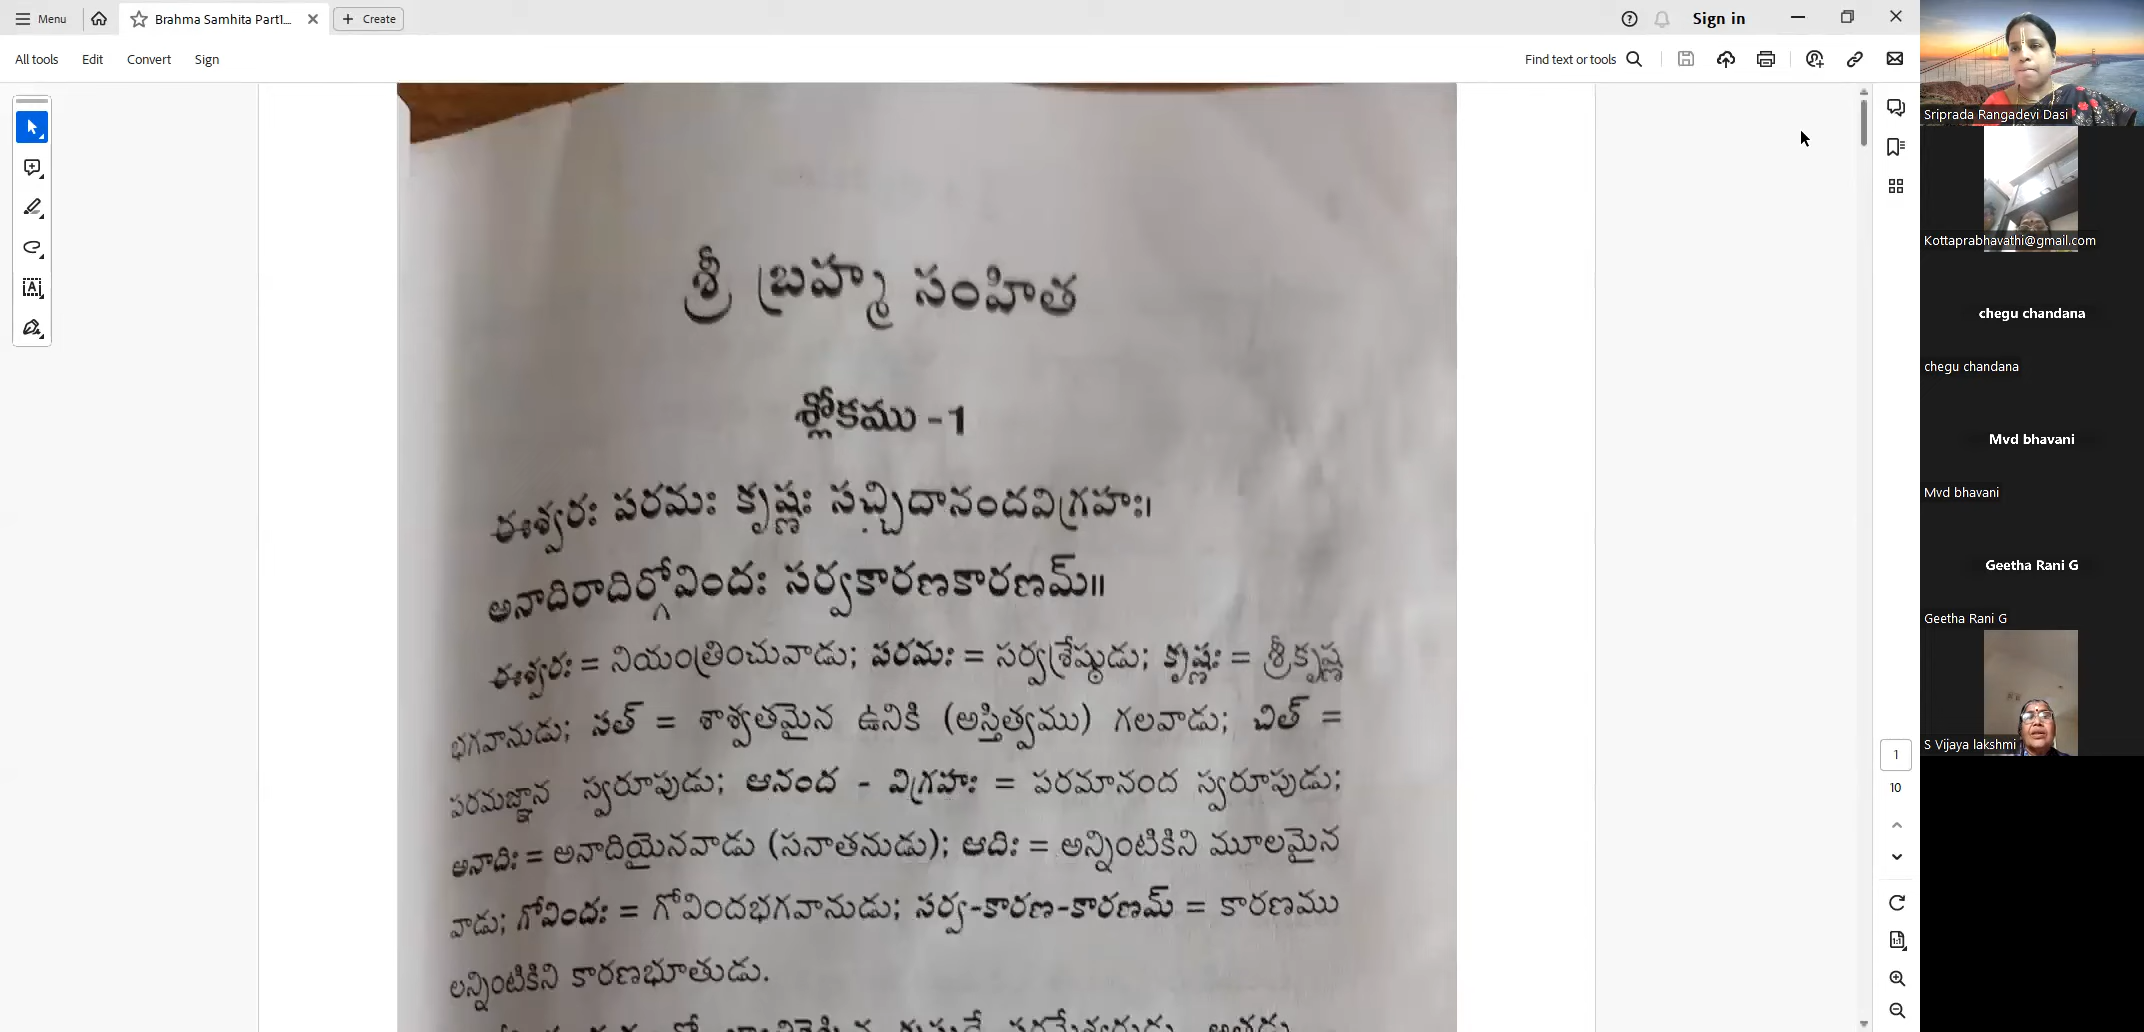 Menu
Brahma Samhita Part1...
Create
Sign in
All tools
Edit
Convert
Sign
Find text or tools
శ్రీ బ్రహ్మ సంహిత
శ్లోకము -1
ఈశ్వరః పరమః కృష్ణః సచ్చిదానందవిగ్రహః।
అనాదిరాదిర్గోవిందః సర్వకారణకారణమ్॥
ఈశ్వరః = నియంత్రించువాడు; పరమః = సర్వశ్రేష్ఠుడు; కృష్ణః = శ్రీకృష్ణ
భగవానుడు; సత్ = శాశ్వతమైన ఉనికి (అస్తిత్వము) గలవాడు; చిత్ =
పరమజ్ఞాన స్వరూపుడు; ఆనంద - విగ్రహః = పరమానంద స్వరూపుడు;
అనాదిః = అనాదియైనవాడు (సనాతనుడు); ఆదిః = అన్నింటికిని మూలమైన
వాడు; గోవిందః = గోవిందభగవానుడు; సర్వ-కారణ-కారణమ్ = కారణము
లన్నింటికిని కారణభూతుడు.
1
10
Sriprada Rangadevi Dasi
Kottaprabhavathi@gmail.com
chegu chandana
chegu chandana
Mvd bhavani
Mvd bhavani
Geetha Rani G
Geetha Rani G
S Vijaya lakshmi